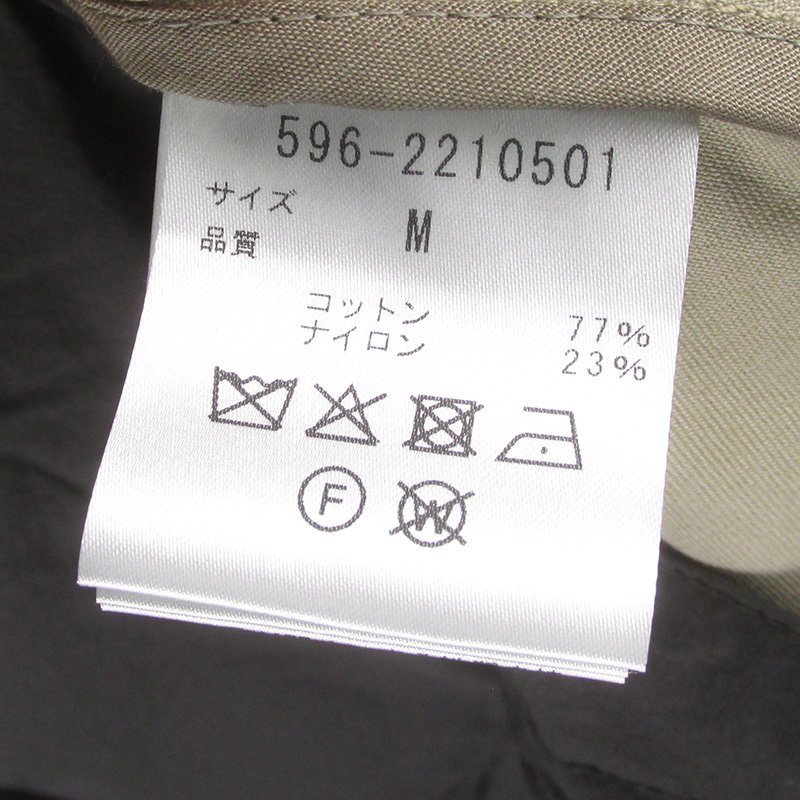 596-2210501
サイズ
品質 M
コットン 77%
ナイロン 23%
F W